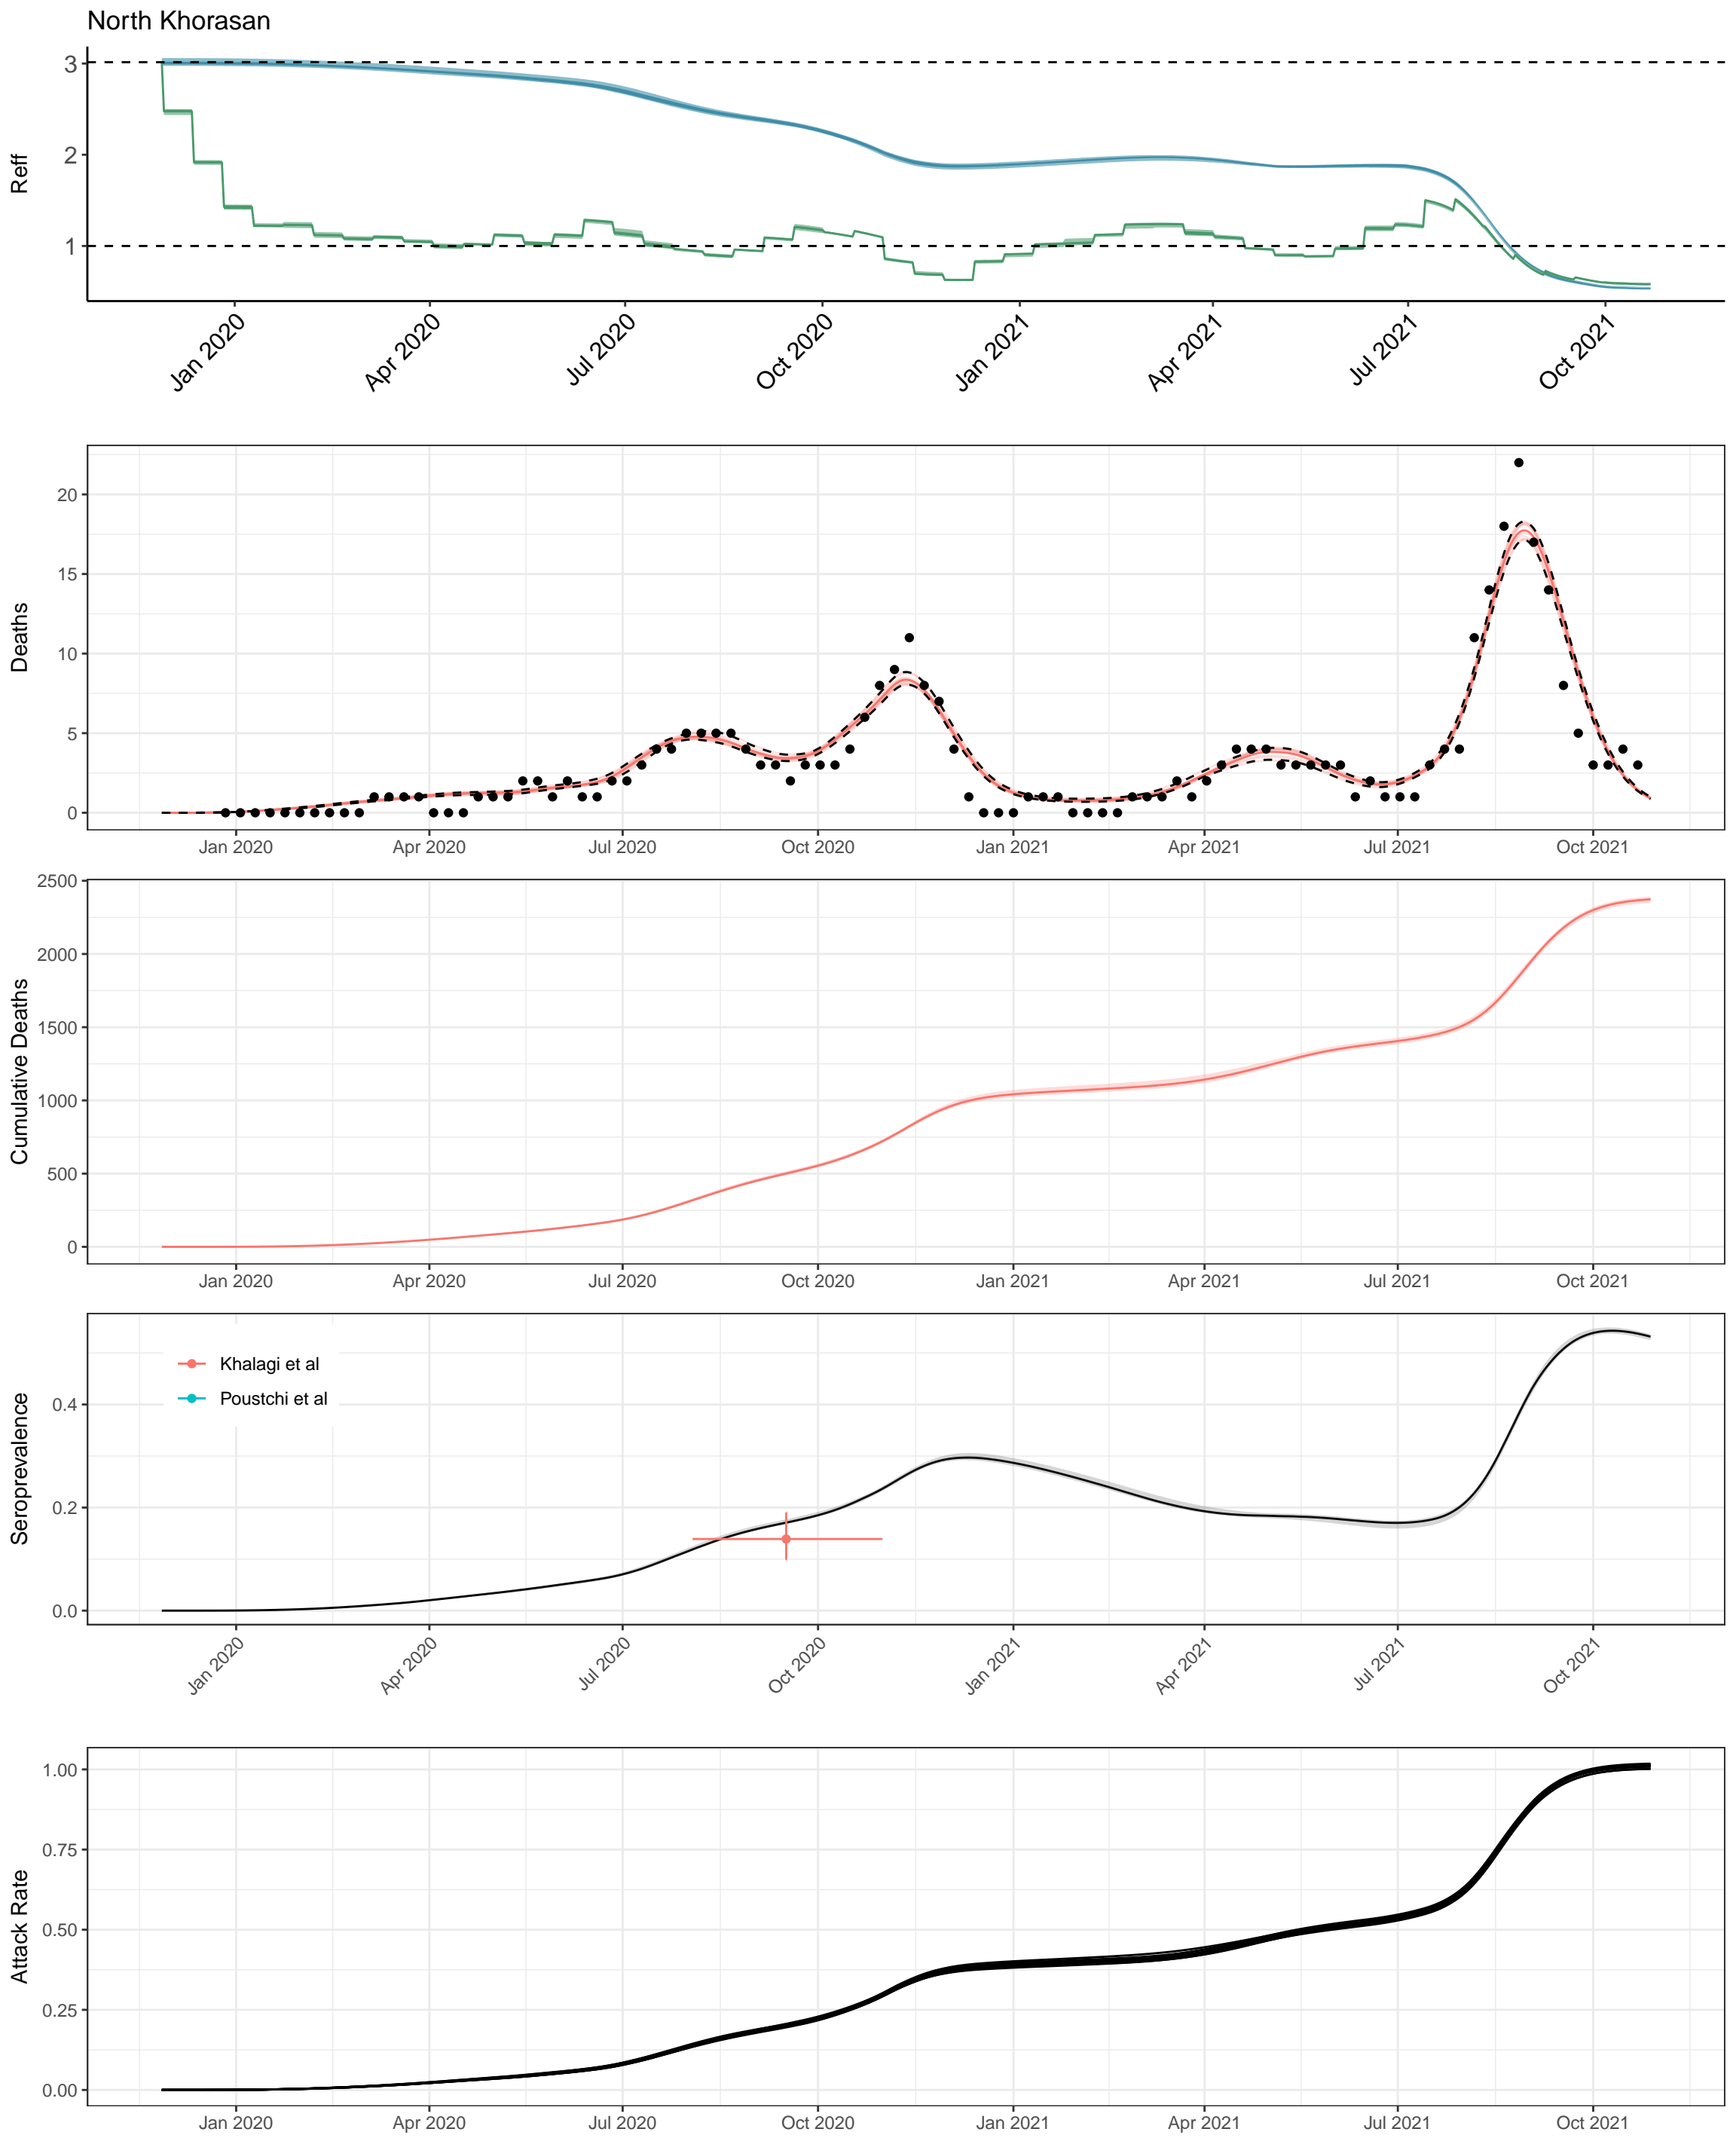 North Khorasan
Reff
3
2
1
Jan 2020
Apr 2020
Jul 2020
Oct 2020
Jan 2021
Apr 2021
Jul 2021
Oct 2021
Deaths
20
15
10
5
0
Jan 2020
Apr 2020
Jul 2020
Oct 2020
Jan 2021
Apr 2021
Jul 2021
Oct 2021
Cumulative Deaths
2500
2000
1500
1000
500
0
Jan 2020
Apr 2020
Jul 2020
Oct 2020
Jan 2021
Apr 2021
Jul 2021
Oct 2021
Seroprevalence
Khalagi et al
Poustchi et al
0.4
0.2
0.0
Jan 2020
Apr 2020
Jul 2020
Oct 2020
Jan 2021
Apr 2021
Jul 2021
Oct 2021
Attack Rate
1.00
0.75
0.50
0.25
0.00
Jan 2020
Apr 2020
Jul 2020
Oct 2020
Jan 2021
Apr 2021
Jul 2021
Oct 2021